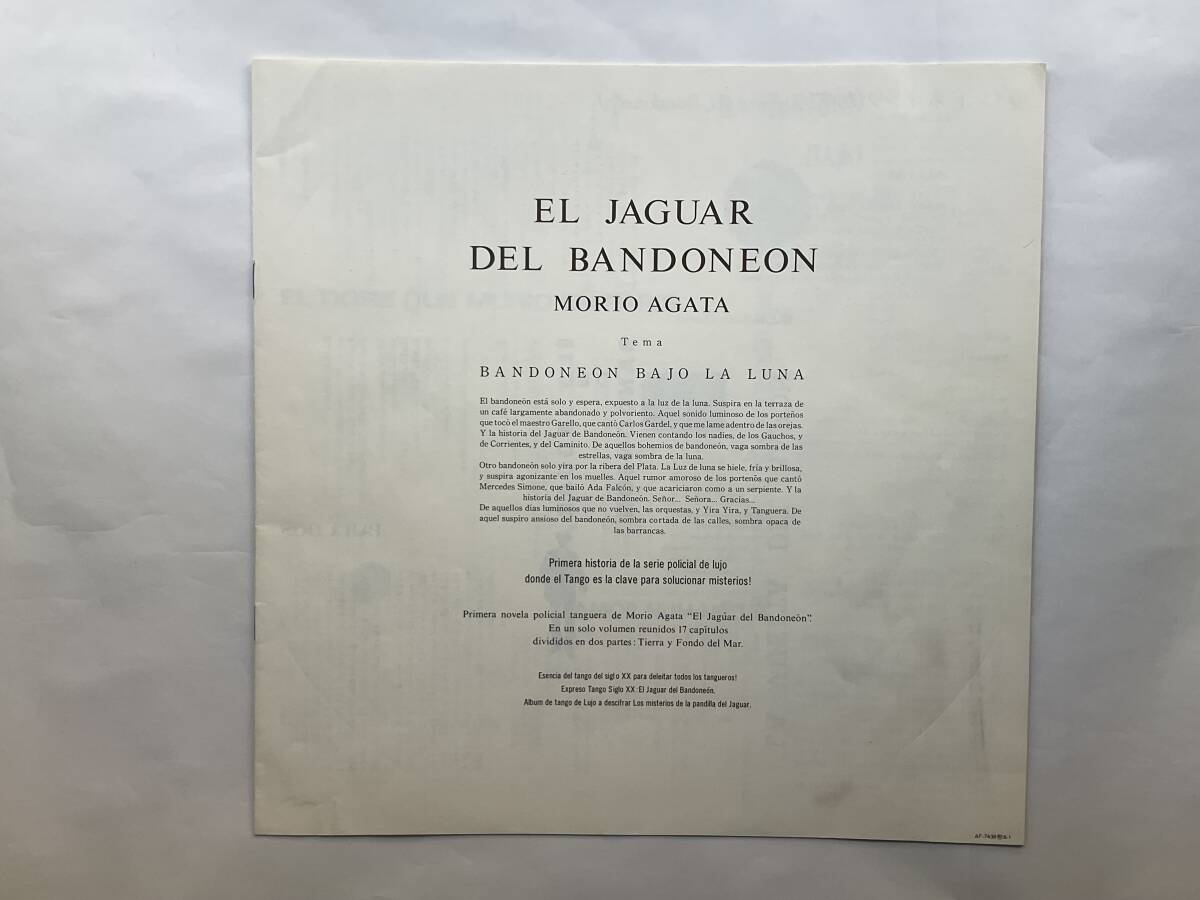 EL JAGUAR
DEL BANDONEON
MORIO AGATA
Tema
BANDONEON BAJO LA LUNA
El bandoneón está solo y espera, expuesto a la luz de la luna. Suspira en la terraza de
un café largamente abandonado y polvoriento. Aquel sonido luminoso de los porteños
que tocó el maestro Garello, que cantó Carlos Gardel, y que me lame adentro de las orejas.
Y la historia del Jaguar de Bandoneón. Vienen contando los nadies, de los Gauchos, y
de Corrientes, y del Caminito. De aquellos bohemios de bandoneón, vaga sombra de las
estrellas, vaga sombra de la luna.
Otro bandoneón solo yira por la ribera del Plata. La Luz de luna se hiele, fría y brillosa,
y suspira agonizante en los muelles. Aquel rumor amoroso de los porteños que cantó
Mercedes Simone, que bailó Ada Falcón, y que acariciaron como a un serpiente. Y la
historia del Jaguar de Bandoneón. Señor... Señora... Gracias...
De aquellos días luminosos que no vuelven, las orquestas, y Yira Yira, y Tanguera. De
aquel suspiro ansioso del bandoneón, sombra cortada de las calles, sombra opaca de
las barrancas.
Primera historia de la serie policial de lujo
donde el Tango es la clave para solucionar misterios!
Primera novela policial tanguera de Morio Agata "El Jagüar del Bandoneón".
En un solo volumen reunidos 17 capítulos
divididos en dos partes: Tierra y Fondo del Mar.
Esencia del tango del siglo XX para deleitar todos los tangueros!
Expreso Tango Siglo XX :El Jaguar del Bandoneón.
Album de tango de Lujo a descifrar Los misterios de la pandilla del Jaguar.